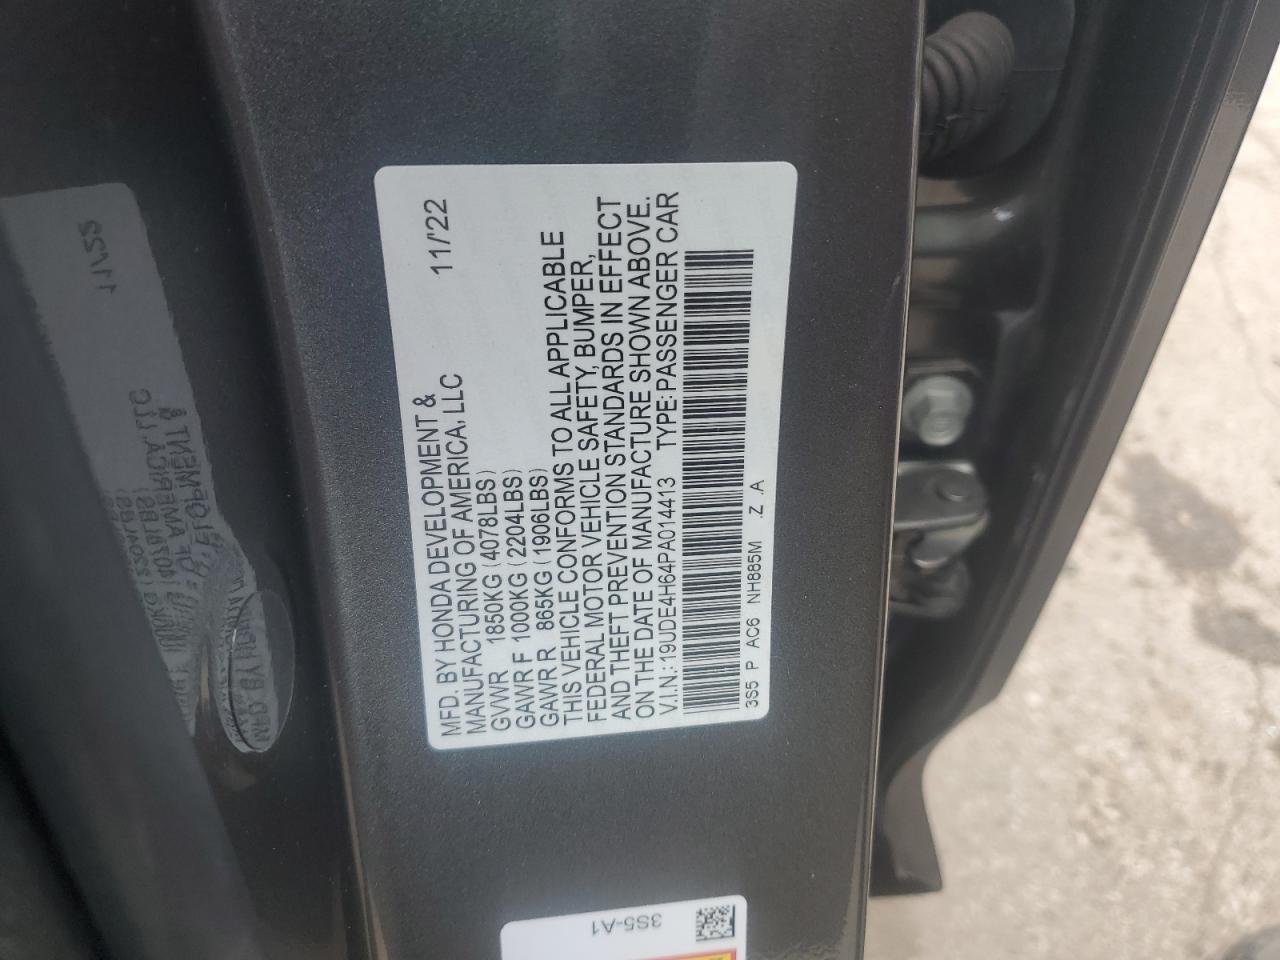 MFD. BY HONDA DEVELOPMENT & 11/'22
MANUFACTURING OF AMERICA, LLC
GVWR 1850KG (4078LBS)
GAWR F 1000KG (2204LBS)
GAWR R 865KG (1906LBS)
THIS VEHICLE CONFORMS TO ALL APPLICABLE
FEDERAL MOTOR VEHICLE SAFETY, BUMPER,
AND THEFT PREVENTION STANDARDS IN EFFECT
ON THE DATE OF MANUFACTURE SHOWN ABOVE.
V.I.N.:19UDE4H64PA014413 TYPE:PASSENGER CAR
3S5 P AC6 NH885M .Z .A
3S5-A1